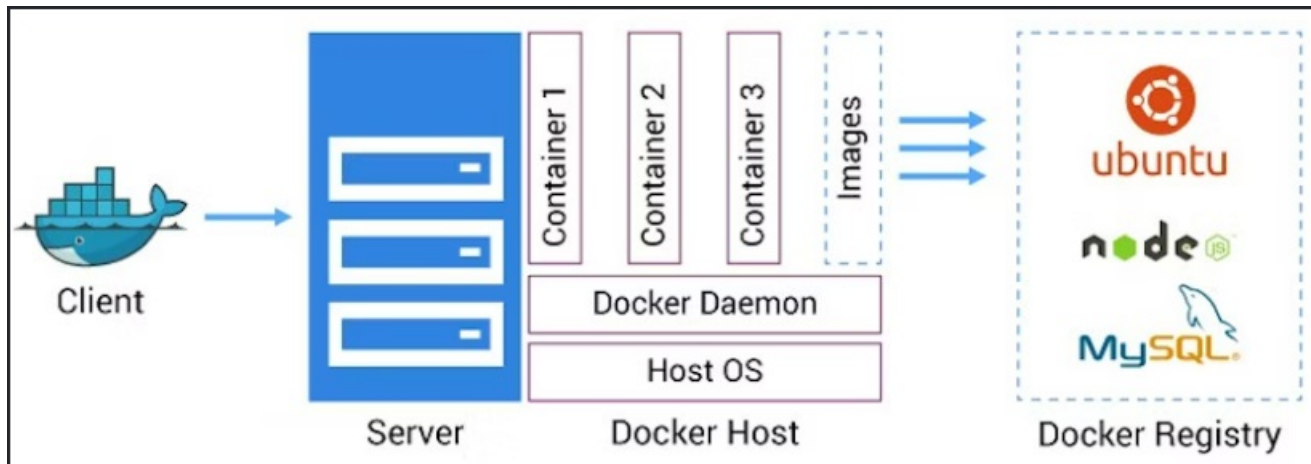 Client
Server
Container 1
Container 2
Container 3
Images
Docker Daemon
Host OS
Docker Host
ubuntu
node
JS
MySQL®
Docker Registry